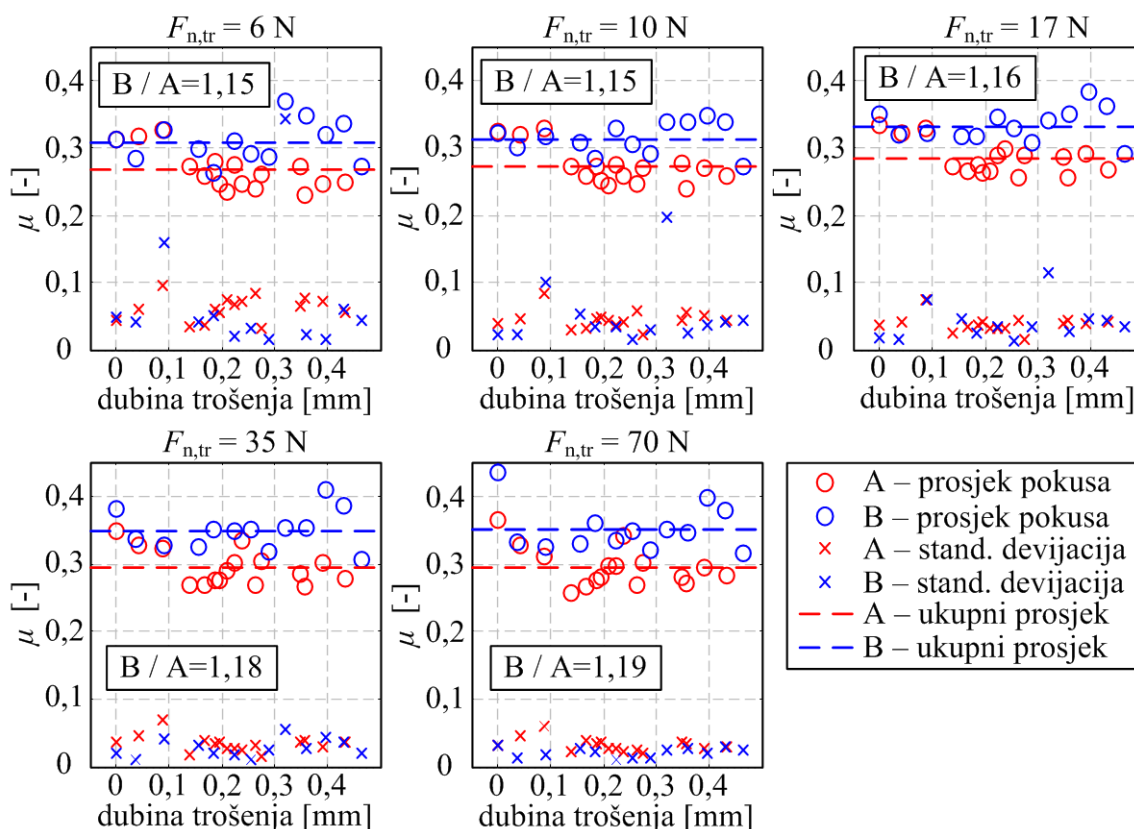 F n,tr = 6 N
F n,tr = 10 N
F n,tr = 17 N
B / A=1,15
B / A=1,15
B / A=1,16
μ [-]
0,4
0,3
0,2
0,1
0
μ [-]
0,4
0,3
0,2
0,1
0
μ [-]
0,4
0,3
0,2
0,1
0
0 0,1 0,2 0,3 0,4
0 0,1 0,2 0,3 0,4
0 0,1 0,2 0,3 0,4
dubina trošenja [mm]
dubina trošenja [mm]
dubina trošenja [mm]
F n,tr = 35 N
F n,tr = 70 N
μ [-]
0,4
0,3
0,2
0,1
0
μ [-]
0,4
0,3
0,2
0,1
0
B / A=1,18
B / A=1,19
0 0,1 0,2 0,3 0,4
0 0,1 0,2 0,3 0,4
dubina trošenja [mm]
dubina trošenja [mm]
A – prosjek pokusa
B – prosjek pokusa
A – stand. devijacija
B – stand. devijacija
A – ukupni prosjek
B – ukupni prosjek